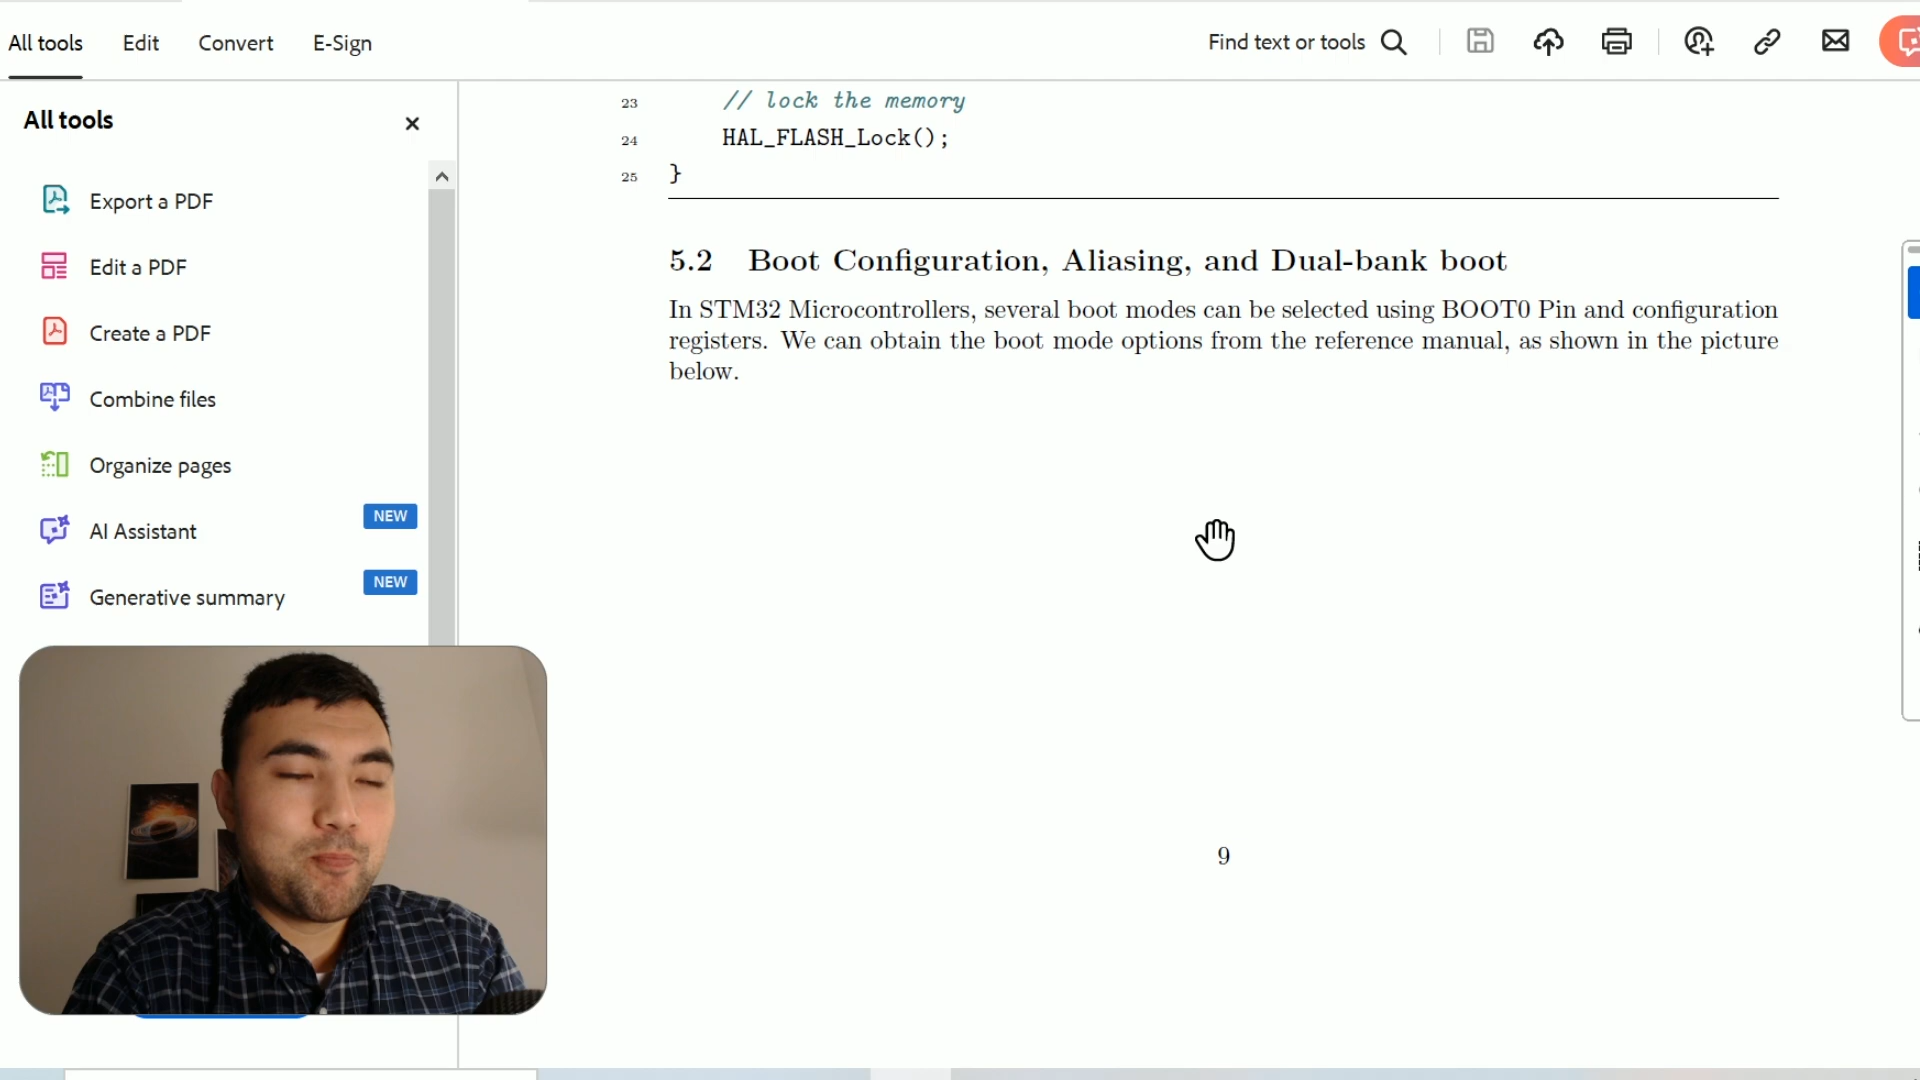 All tools
Edit
Convert
E-Sign
Find text or tools
All tools
Export a PDF
Edit a PDF
Create a PDF
Combine files
Organize pages
AI Assistant
NEW
Generative summary
NEW
23 // lock the memory
24 HAL_FLASH_Lock();
25 }
5.2 Boot Configuration, Aliasing, and Dual-bank boot
In STM32 Microcontrollers, several boot modes can be selected using BOOT0 Pin and configuration
registers. We can obtain the boot mode options from the reference manual, as shown in the picture
below.
9